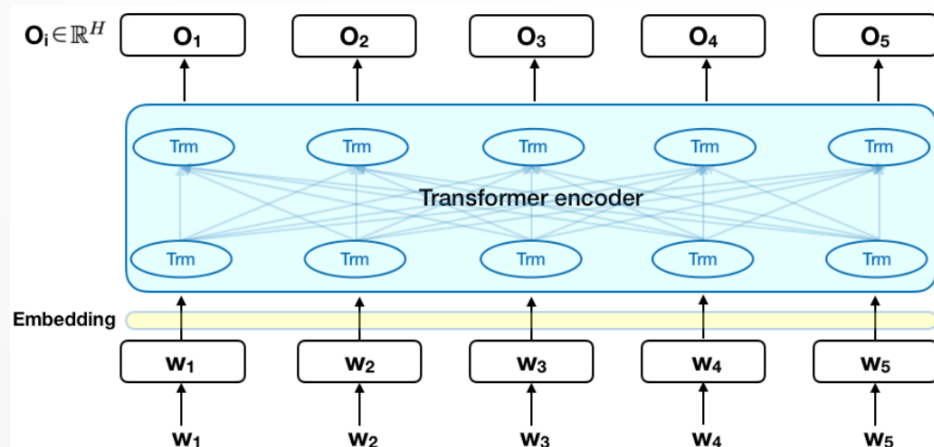 Oᵢ∈ℝᴴ O₁ O₂ O₃ O₄ O₅
Trm Trm Trm Trm Trm
Transformer encoder
Trm Trm Trm Trm Trm
Embedding
w₁ w₂ w₃ w₄ w₅
w₁ w₂ w₃ w₄ w₅